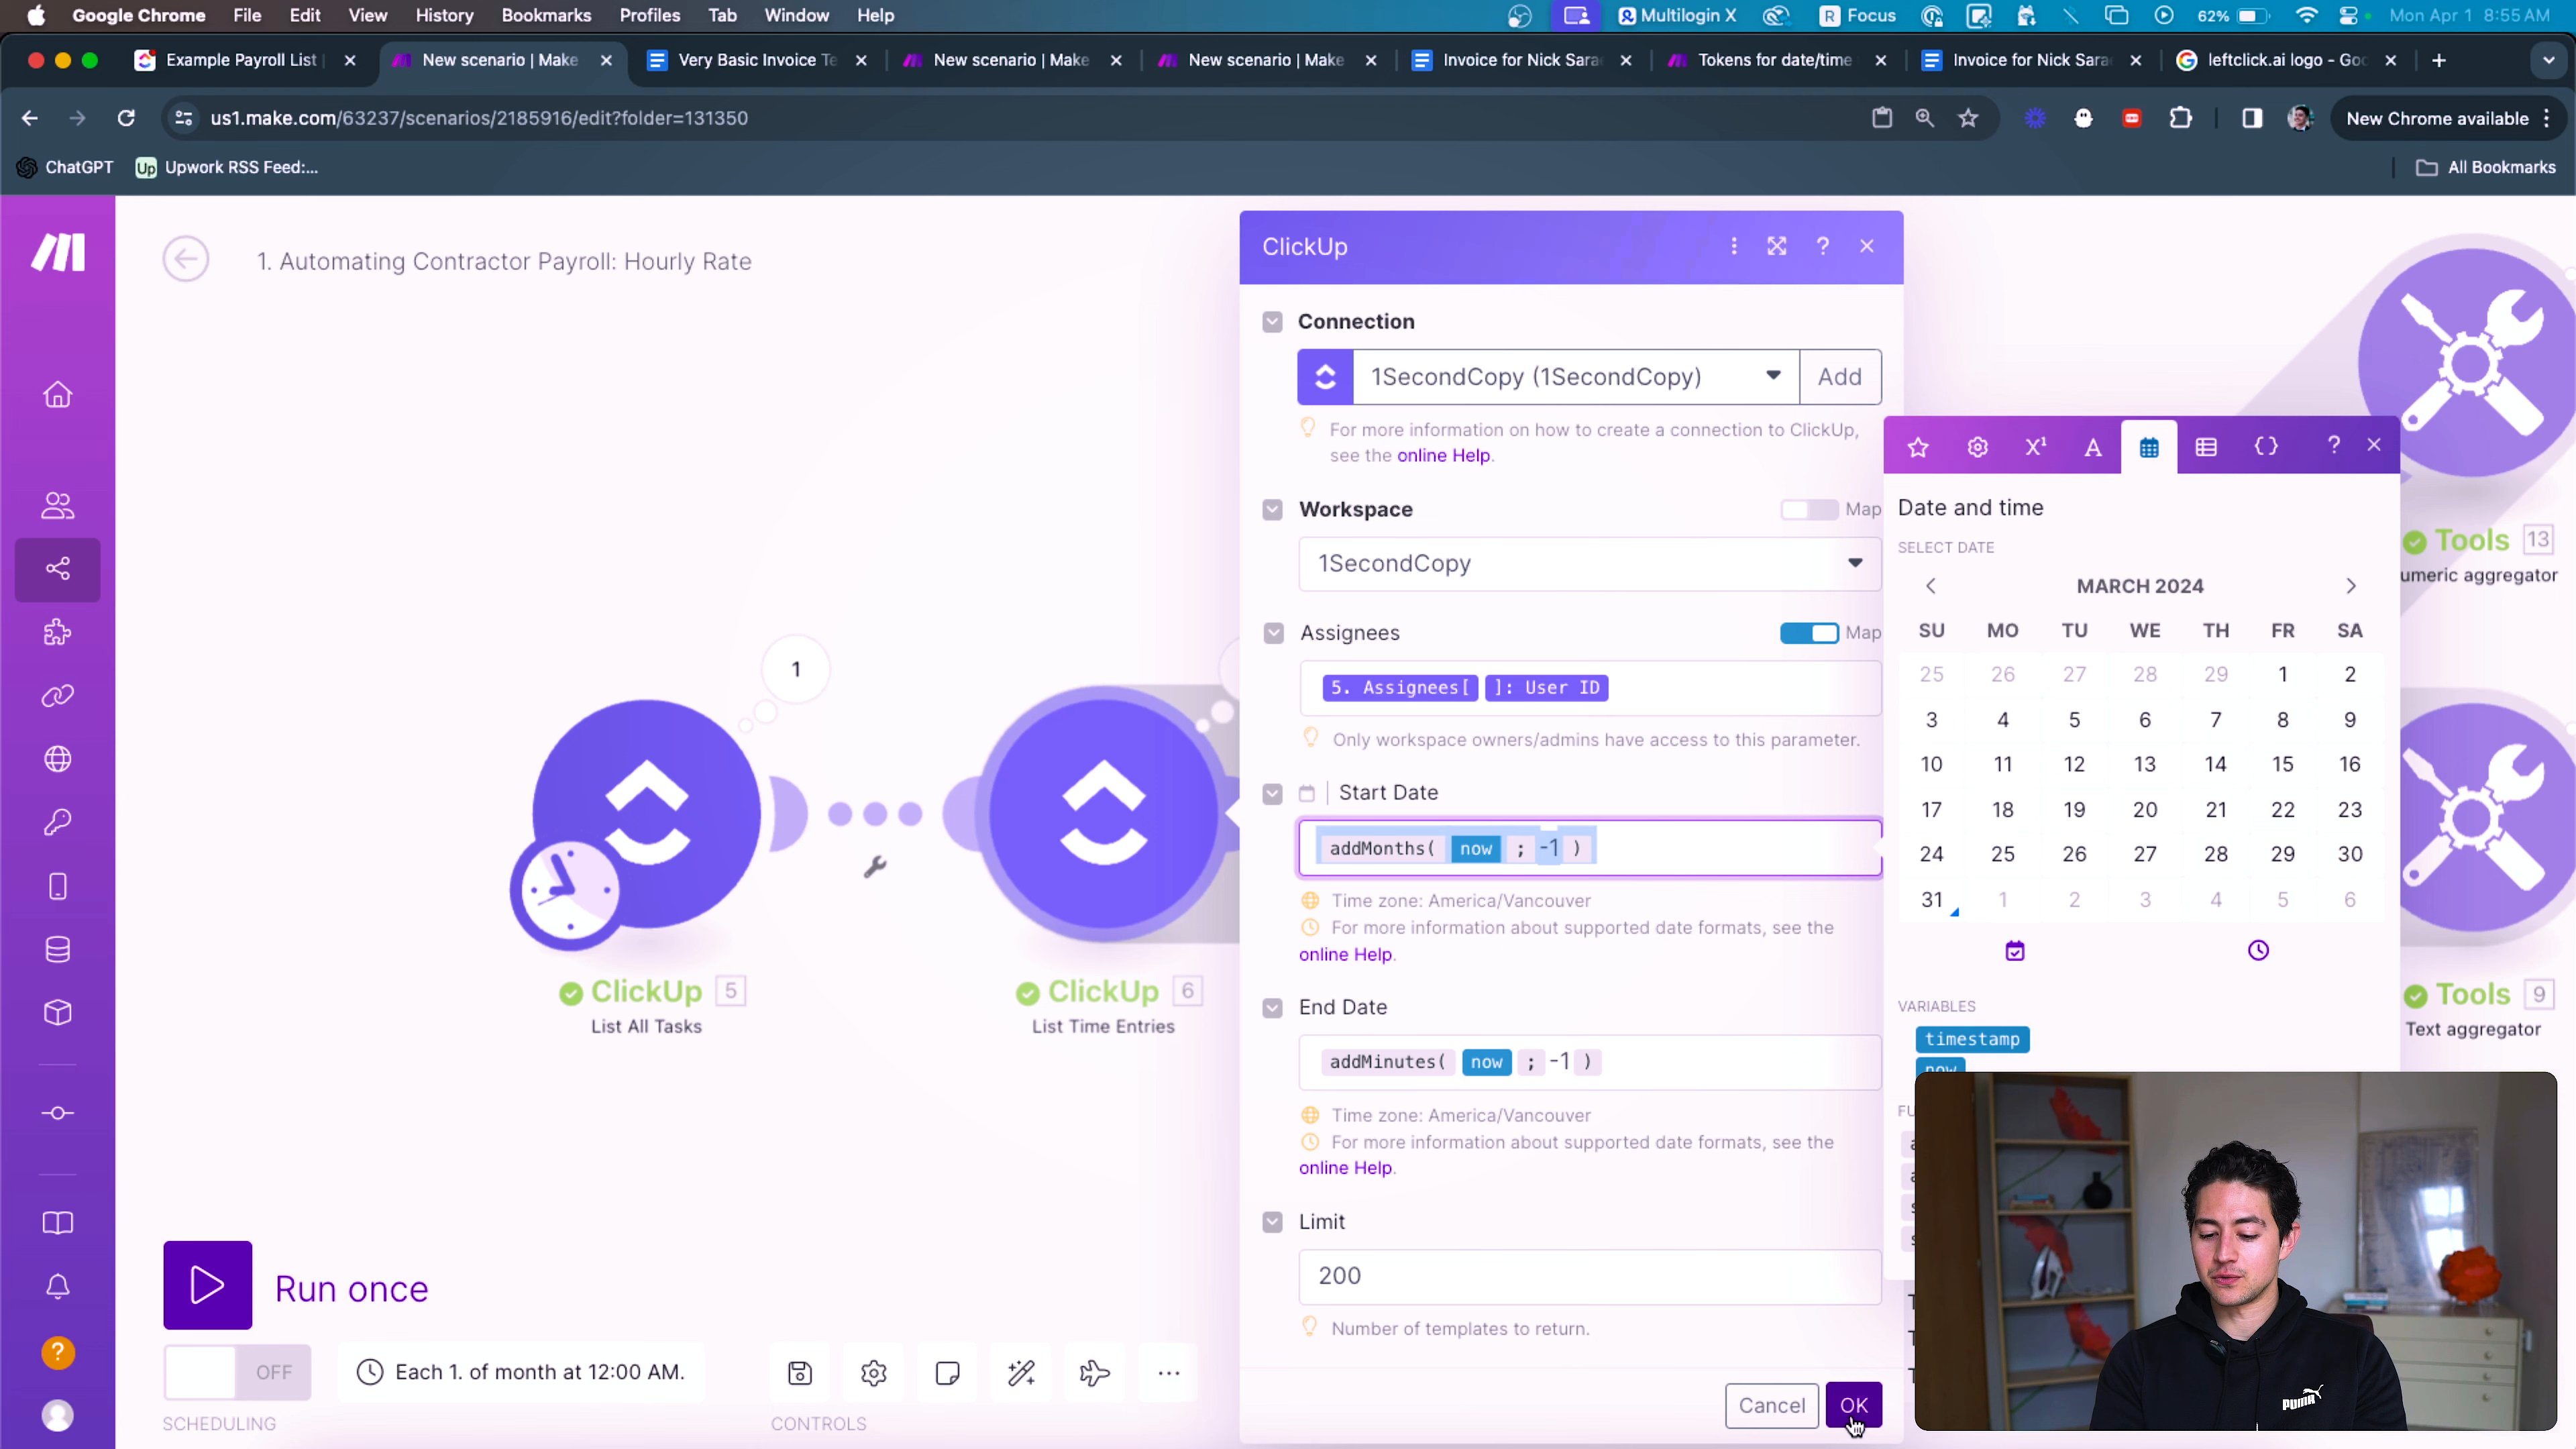 Google Chrome File Edit View History Bookmarks Profiles Tab Window Help
Multilogin X
R Focus
62%
Mon Apr 1 8:55 AM
Example Payroll List
New scenario | Make
Very Basic Invoice Te
New scenario | Make
New scenario | Make
Invoice for Nick Sara
Tokens for date/time
Invoice for Nick Sara
leftclick.ai logo - Goo
us1.make.com/63237/scenarios/2185916/edit?folder=131350
New Chrome available
ChatGPT
Up Upwork RSS Feed:...
All Bookmarks
1. Automating Contractor Payroll: Hourly Rate
1
ClickUp 5
List All Tasks
ClickUp 6
List Time Entries
Run once
OFF
Each 1. of month at 12:00 AM.
SCHEDULING
CONTROLS
ClickUp
?
Connection
1SecondCopy (1SecondCopy)
Add
For more information on how to create a connection to ClickUp,
see the online Help.
Workspace
Map
1SecondCopy
Assignees
Map
5. Assignees[ ]: User ID
Only workspace owners/admins have access to this parameter.
Start Date
addMonths( now ; -1 )
Time zone: America/Vancouver
For more information about supported date formats, see the
online Help.
End Date
addMinutes( now ; -1 )
Time zone: America/Vancouver
For more information about supported date formats, see the
online Help.
Limit
200
Number of templates to return.
Cancel
OK
X¹ A { } ?
Date and time
SELECT DATE
MARCH 2024
SU MO TU WE TH FR SA
25 26 27 28 29 1 2
3 4 5 6 7 8 9
10 11 12 13 14 15 16
17 18 19 20 21 22 23
24 25 26 27 28 29 30
31 1 2 3 4 5 6
VARIABLES
timestamp
now
FU
Tools 13
umeric aggregator
Tools 9
Text aggregator
?
PUMA